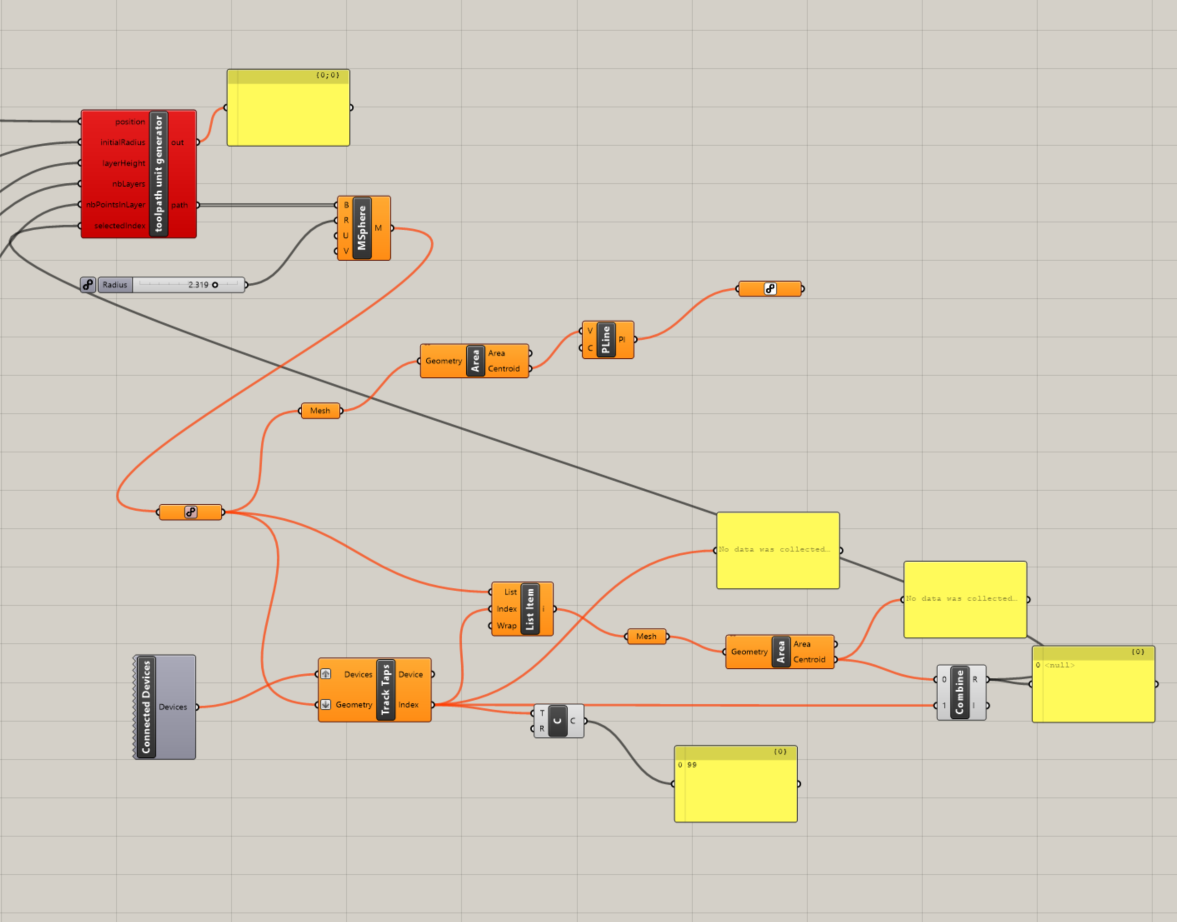 {0;0}
position
initialRadius
layerHeight
nbLayers
nbPointsInLayer
selectedIndex
toolpath unit generator
out
path
B
R
U
V
MSphere
M
Radius
2.319
V
C
PLine
Pl
Geometry
Area
Area
Centroid
Mesh
No data was collected…
No data was collected…
List
Index
Wrap
List Item
i
Mesh
Geometry
Area
Area
Centroid
{0}
0 <null>
Connected Devices
Devices
Devices
Geometry
Track Taps
Device
Index
0
1
Combine
R
I
T
R
C
C
{0}
0 99